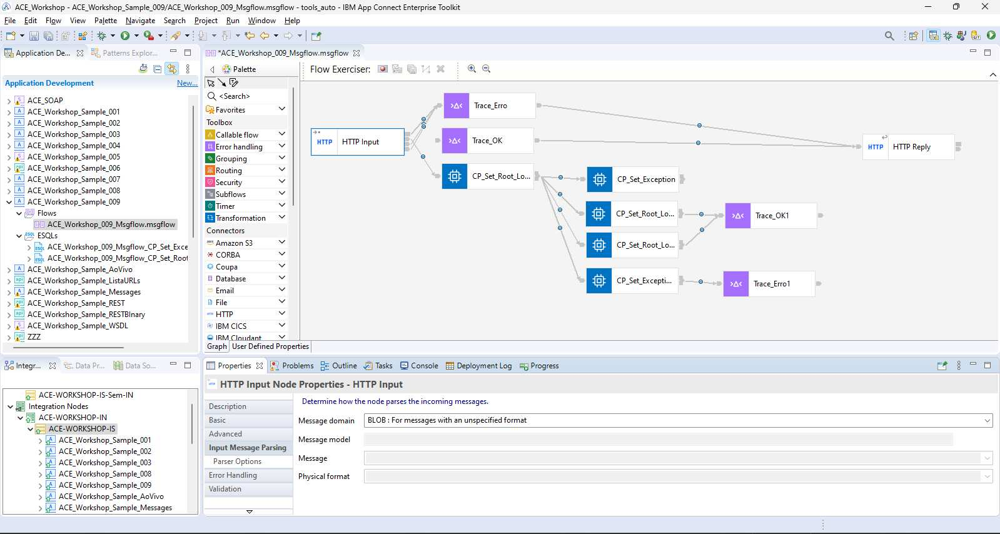 ACE_Workshop - ACE_Workshop_Sample_009/ACE_Workshop_009_Msgflow.msgflow - tools_auto - IBM App Connect Enterprise Toolkit
File Edit Flow View Palette Navigate Search Project Run Window Help
Application De... Patterns Explor...
*ACE_Workshop_009_Msgflow.msgflow
Application Development New...
ACE_SOAP
ACE_Workshop_Sample_001
ACE_Workshop_Sample_002
ACE_Workshop_Sample_003
ACE_Workshop_Sample_004
ACE_Workshop_Sample_005
ACE_Workshop_Sample_006
ACE_Workshop_Sample_007
ACE_Workshop_Sample_008
ACE_Workshop_Sample_009
Flows
ACE_Workshop_009_Msgflow.msgflow
ESQLs
ACE_Workshop_009_Msgflow_CP_Set_Exce
ACE_Workshop_009_Msgflow_CP_Set_Root
ACE_Workshop_Sample_AoVivo
ACE_Workshop_Sample_ListaURLs
ACE_Workshop_Sample_Messages
ACE_Workshop_Sample_REST
ACE_Workshop_Sample_RESTBInary
ACE_Workshop_Sample_WSDL
ZZZ
Palette
<Search>
Favorites
Toolbox
Callable flow
Error handling
Grouping
Routing
Security
Subflows
Timer
Transformation
Connectors
Amazon S3
CORBA
Coupa
Database
Email
File
HTTP
IBM CICS
IBM Cloudant
Graph User Defined Properties
Flow Exerciser:
Trace_Erro
HTTP HTTP Input
Trace_OK
HTTP HTTP Reply
CP_Set_Root_Lo...
CP_Set_Exception
CP_Set_Root_Lo...
Trace_OK1
CP_Set_Root_Lo...
CP_Set_Excepti...
Trace_Erro1
Integr... Data Pr... Data So...
ACE-WORKSHOP-IS-Sem-IN
Integration Nodes
ACE-WORKSHOP-IN
ACE-WORKSHOP-IS
ACE_Workshop_Sample_001
ACE_Workshop_Sample_002
ACE_Workshop_Sample_003
ACE_Workshop_Sample_008
ACE_Workshop_Sample_009
ACE_Workshop_Sample_AoVivo
ACE_Workshop_Sample_Messages
Properties Problems Outline Tasks Console Deployment Log Progress
HTTP Input Node Properties - HTTP Input
Description
Basic
Advanced
Input Message Parsing
Parser Options
Error Handling
Validation
Determine how the node parses the incoming messages.
Message domain BLOB : For messages with an unspecified format
Message model
Message
Physical format